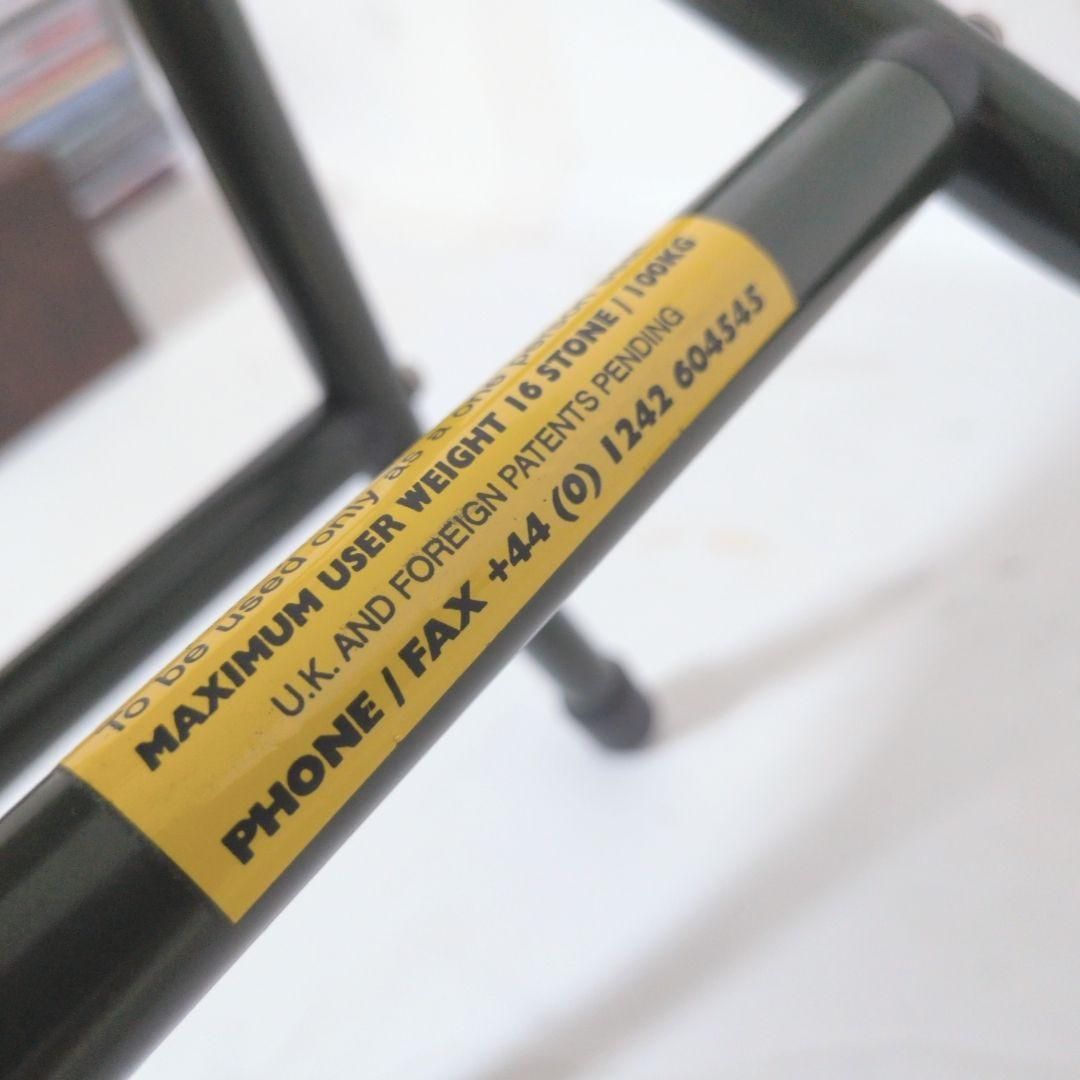 To be used only as a one person
MAXIMUM USER WEIGHT 16 STONE / 100KG
U.K. AND FOREIGN PATENTS PENDING
PHONE / FAX +44 (0) 1242 604545